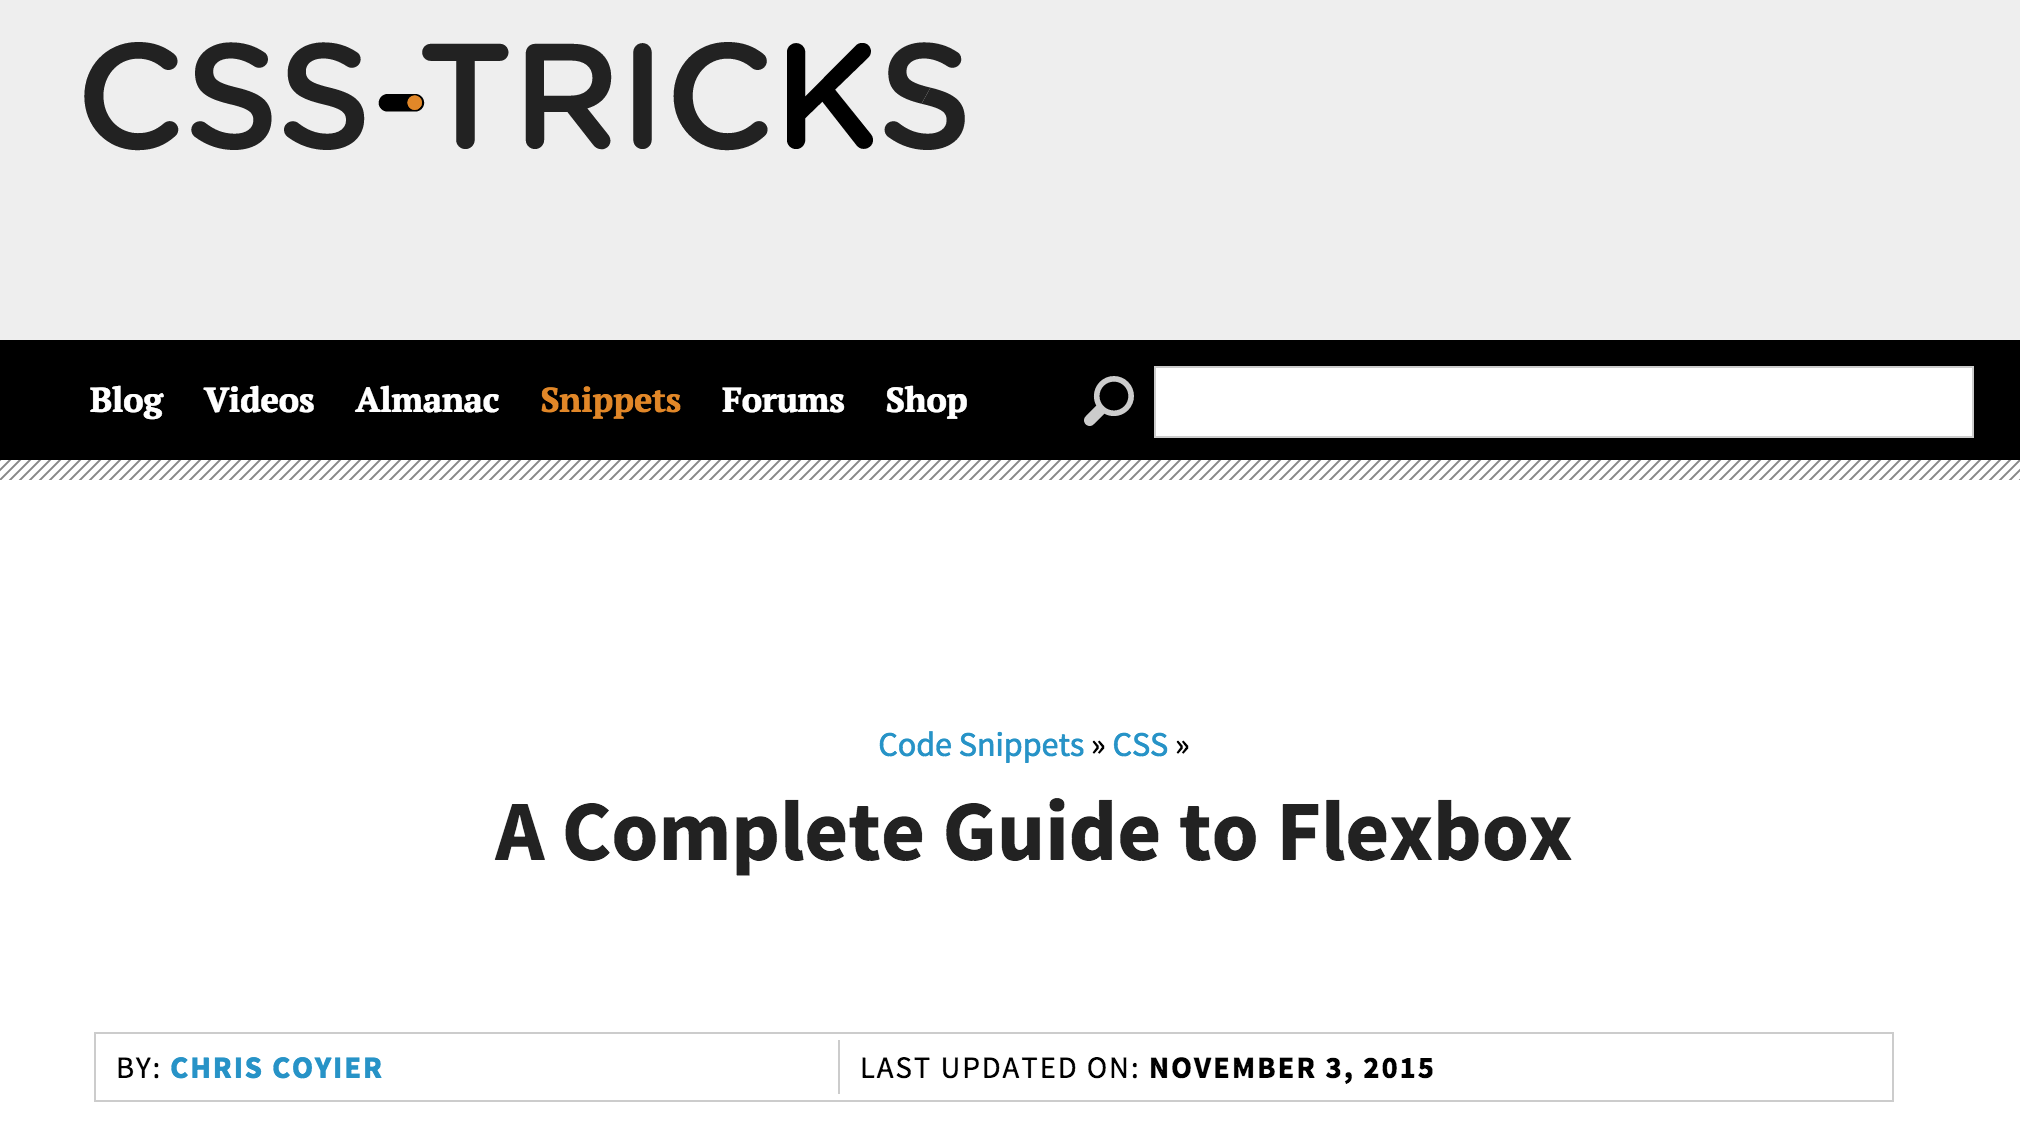 CSS-TRICKS
Blog Videos Almanac Snippets Forums Shop
Code Snippets » CSS »
A Complete Guide to Flexbox
BY: CHRIS COYIER LAST UPDATED ON: NOVEMBER 3, 2015